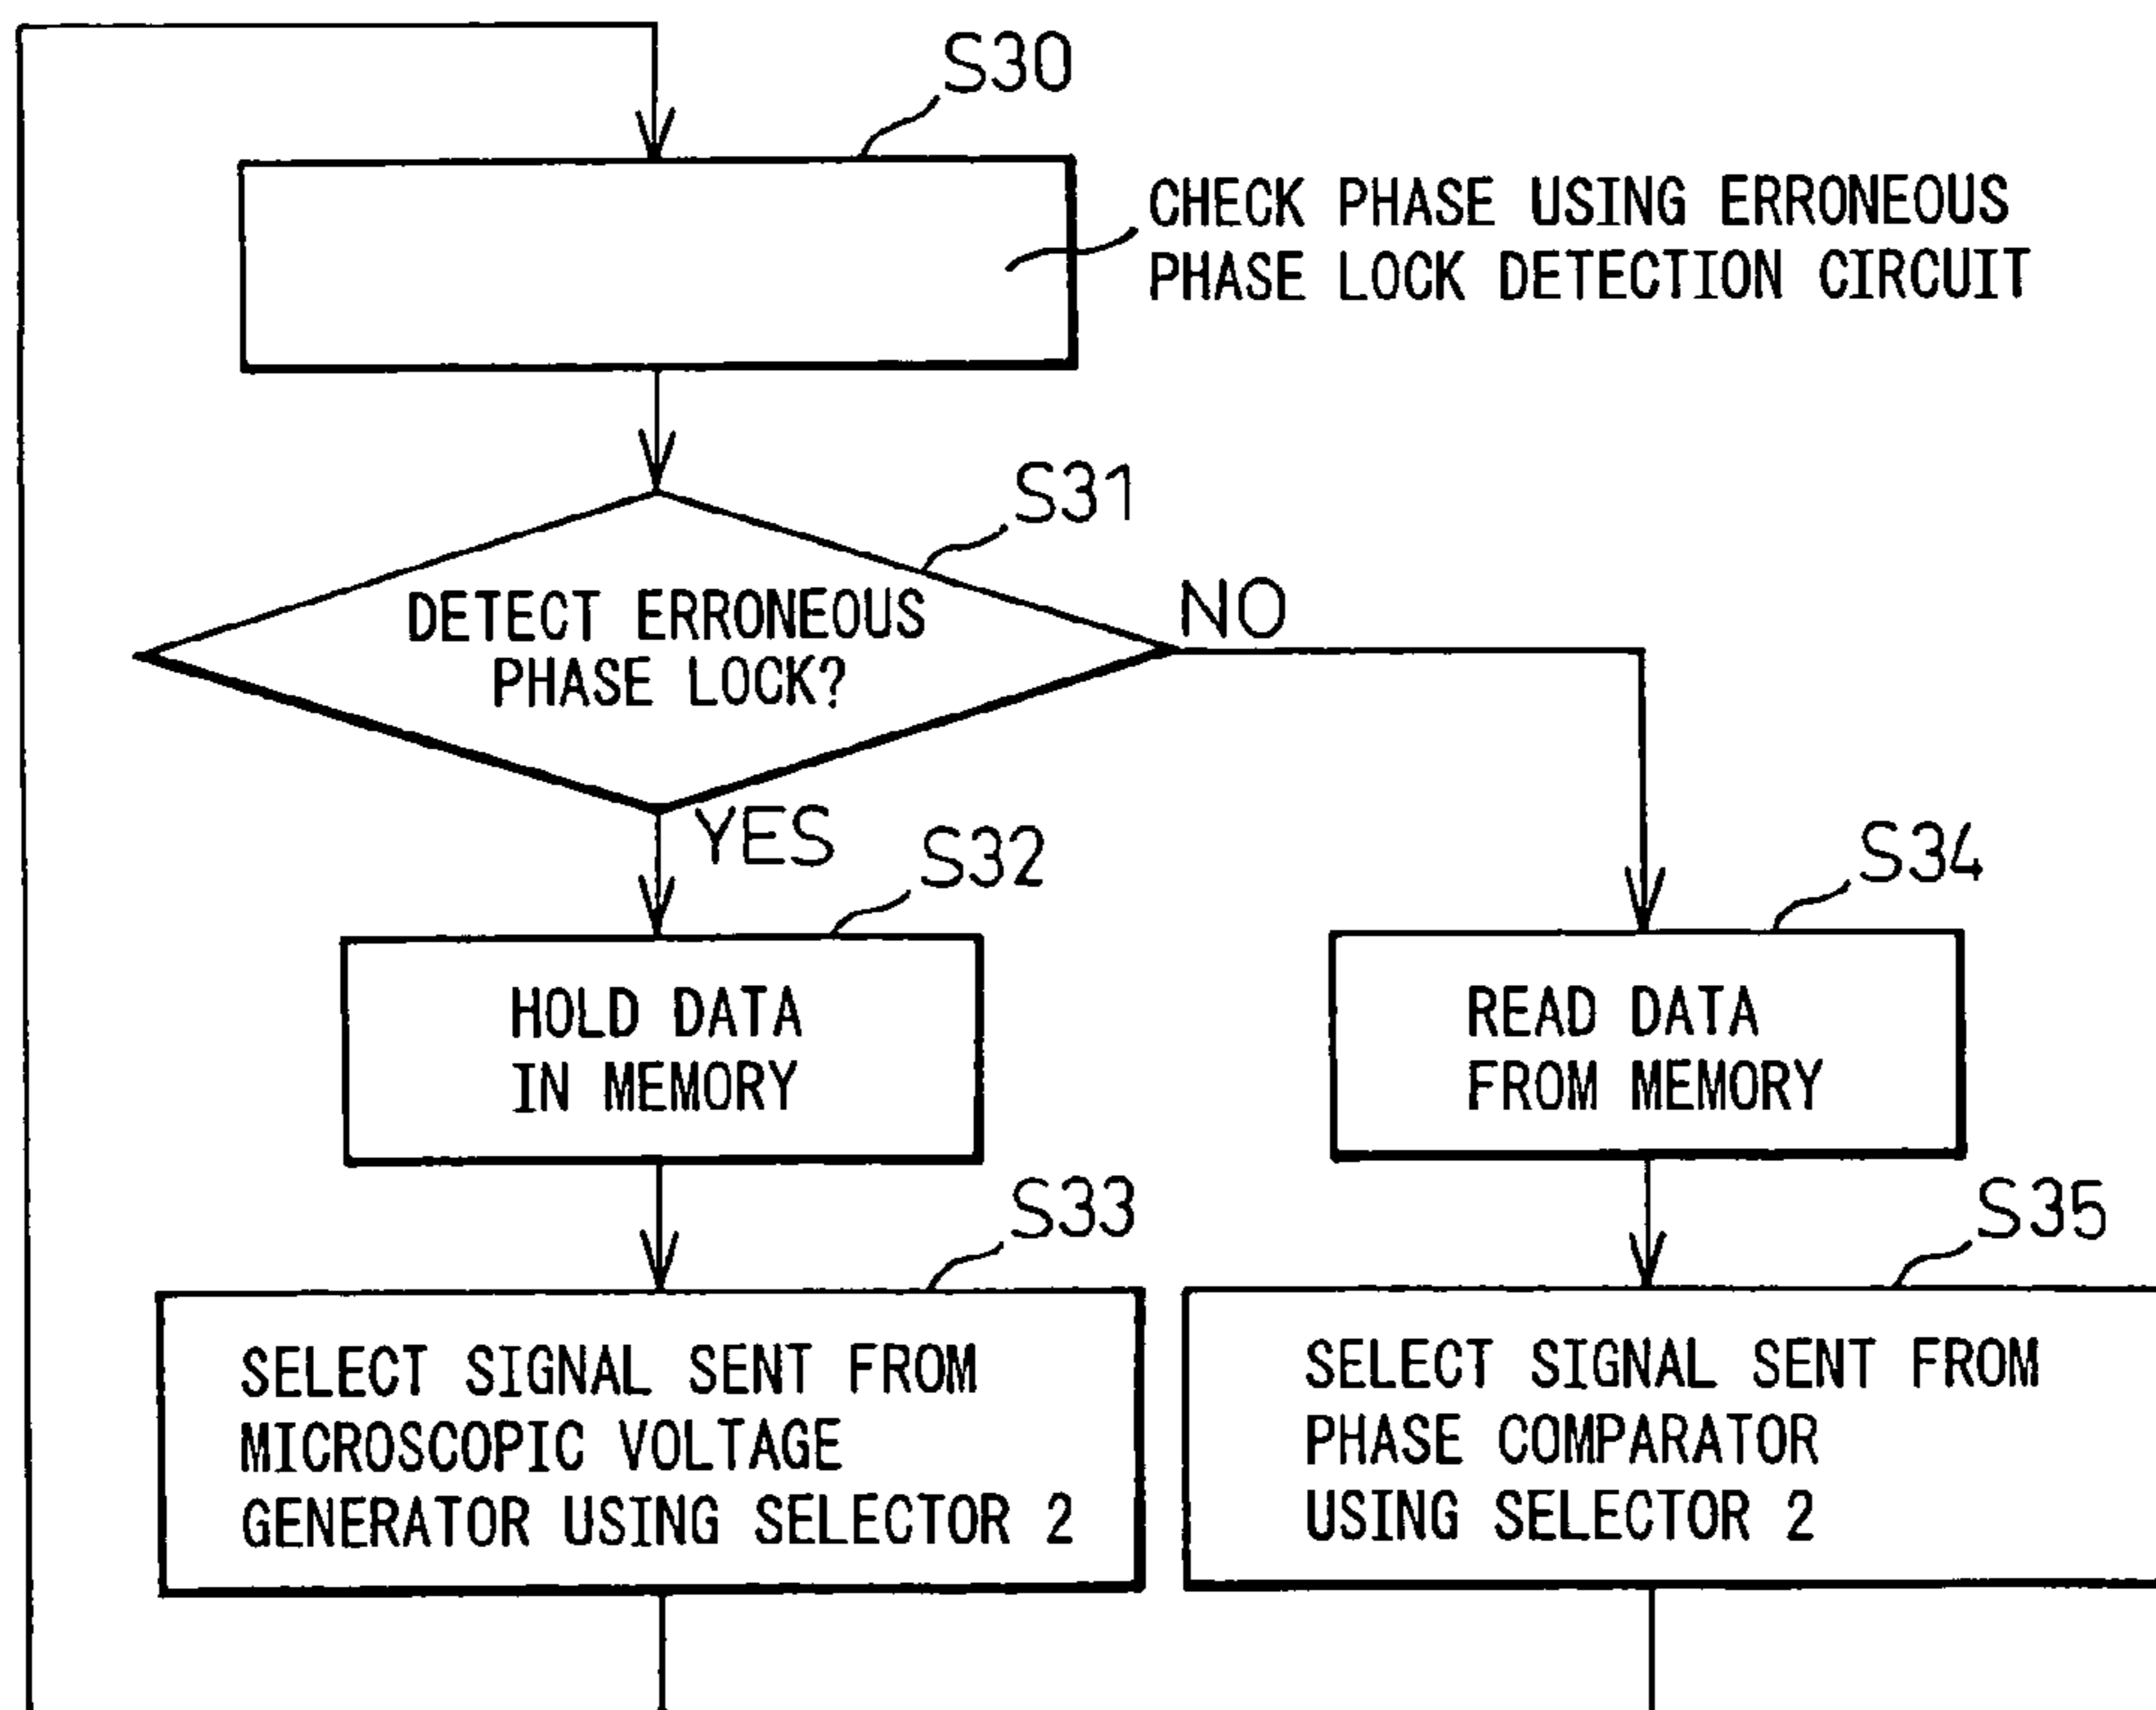 S30
CHECK PHASE USING ERRONEOUS
PHASE LOCK DETECTION CIRCUIT
S31
DETECT ERRONEOUS
PHASE LOCK?
NO
YES
S32
HOLD DATA
IN MEMORY
S34
READ DATA
FROM MEMORY
S33
SELECT SIGNAL SENT FROM
MICROSCOPIC VOLTAGE
GENERATOR USING SELECTOR 2
S35
SELECT SIGNAL SENT FROM
PHASE COMPARATOR
USING SELECTOR 2